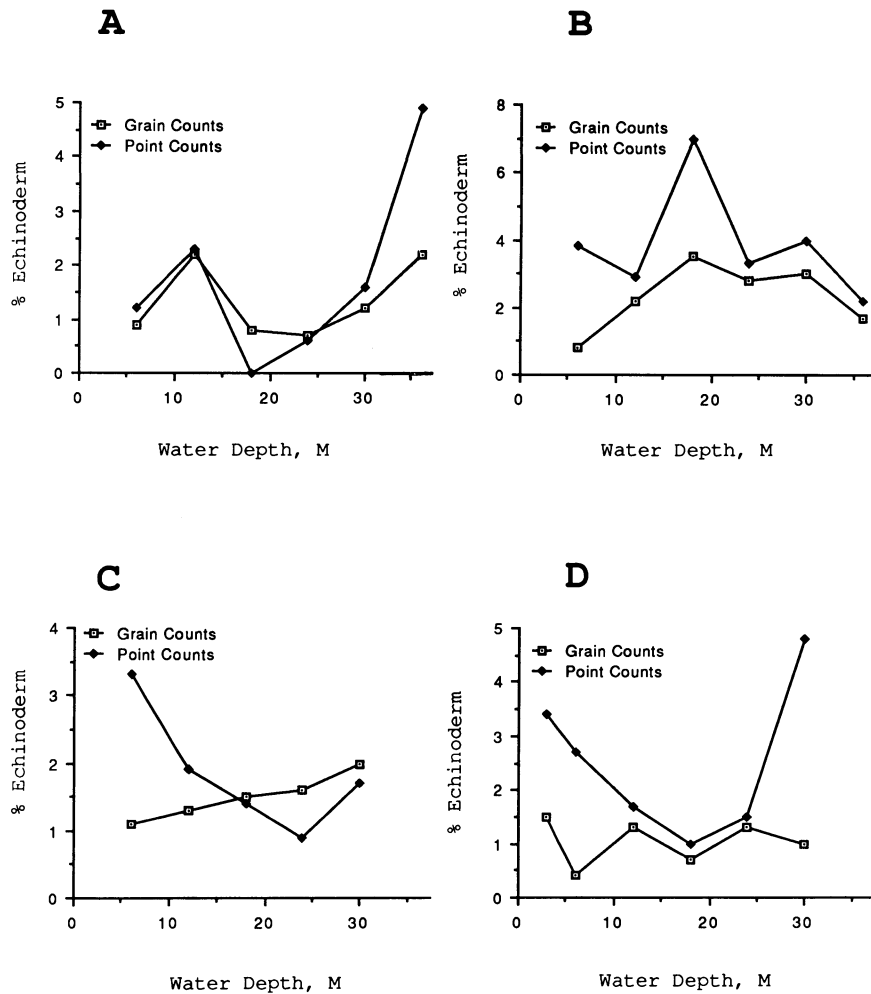 A
5
4
3
2
1
0
% Echinoderm
Grain Counts
Point Counts
0 10 20 30
Water Depth, M
B
8
6
4
2
0
% Echinoderm
Grain Counts
Point Counts
0 10 20 30
Water Depth, M
C
4
3
2
1
0
% Echinoderm
Grain Counts
Point Counts
0 10 20 30
Water Depth, M
D
5
4
3
2
1
0
% Echinoderm
Grain Counts
Point Counts
0 10 20 30
Water Depth, M